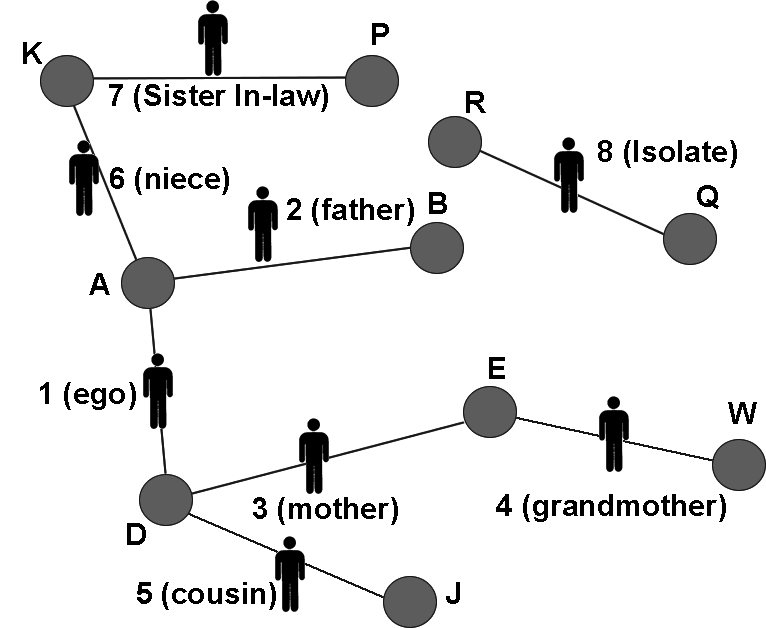 K
P
7 (Sister In-law)
R
8 (Isolate)
6 (niece)
2 (father)
B
Q
A
1 (ego)
E
W
3 (mother)
4 (grandmother)
D
5 (cousin)
J